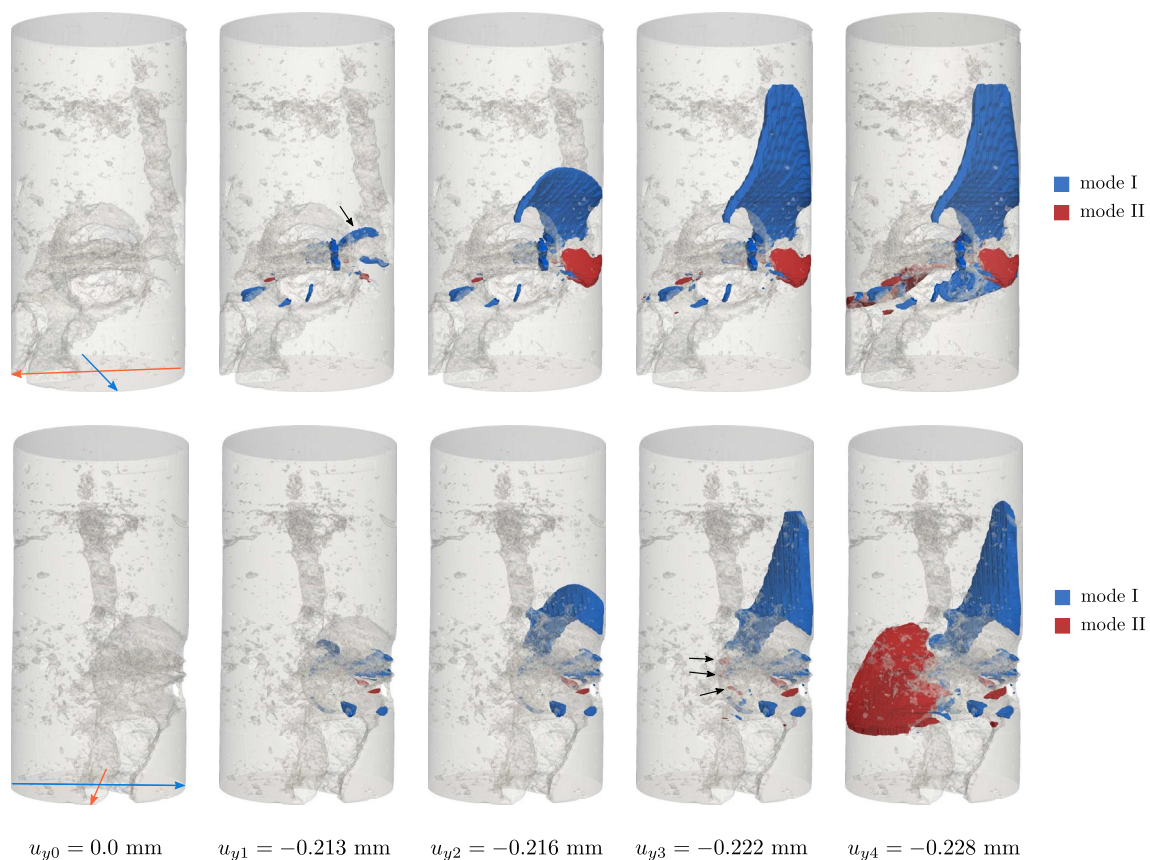 mode I
mode II
mode I
mode II
u_{y0} = 0.0 mm
u_{y1} = −0.213 mm
u_{y2} = −0.216 mm
u_{y3} = −0.222 mm
u_{y4} = −0.228 mm